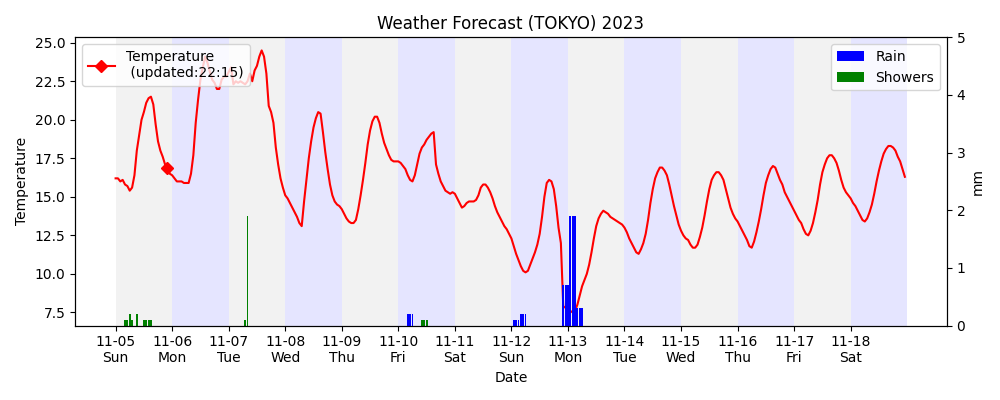 Weather Forecast (TOKYO) 2023
Temperature
(updated:22:15)
Rain
Showers
25.0
22.5
20.0
17.5
15.0
12.5
10.0
7.5
Temperature
5
4
3
2
1
0
mm
11-05 11-06 11-07 11-08 11-09 11-10 11-11 11-12 11-13 11-14 11-15 11-16 11-17 11-18
Sun Mon Tue Wed Thu Fri Sat Sun Mon Tue Wed Thu Fri Sat
Date